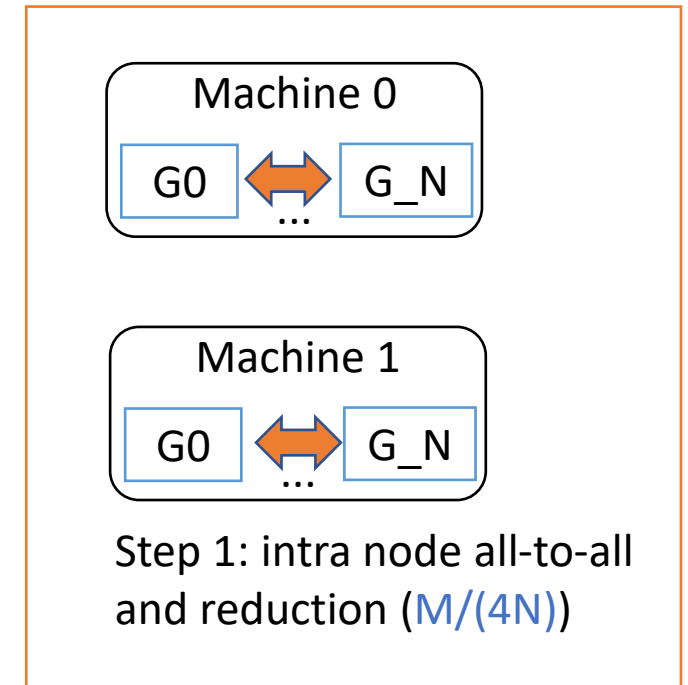 Machine 0
G0 G_N
...
Machine 1
G0 G_N
...
Step 1: intra node all-to-all
and reduction (M/(4N))